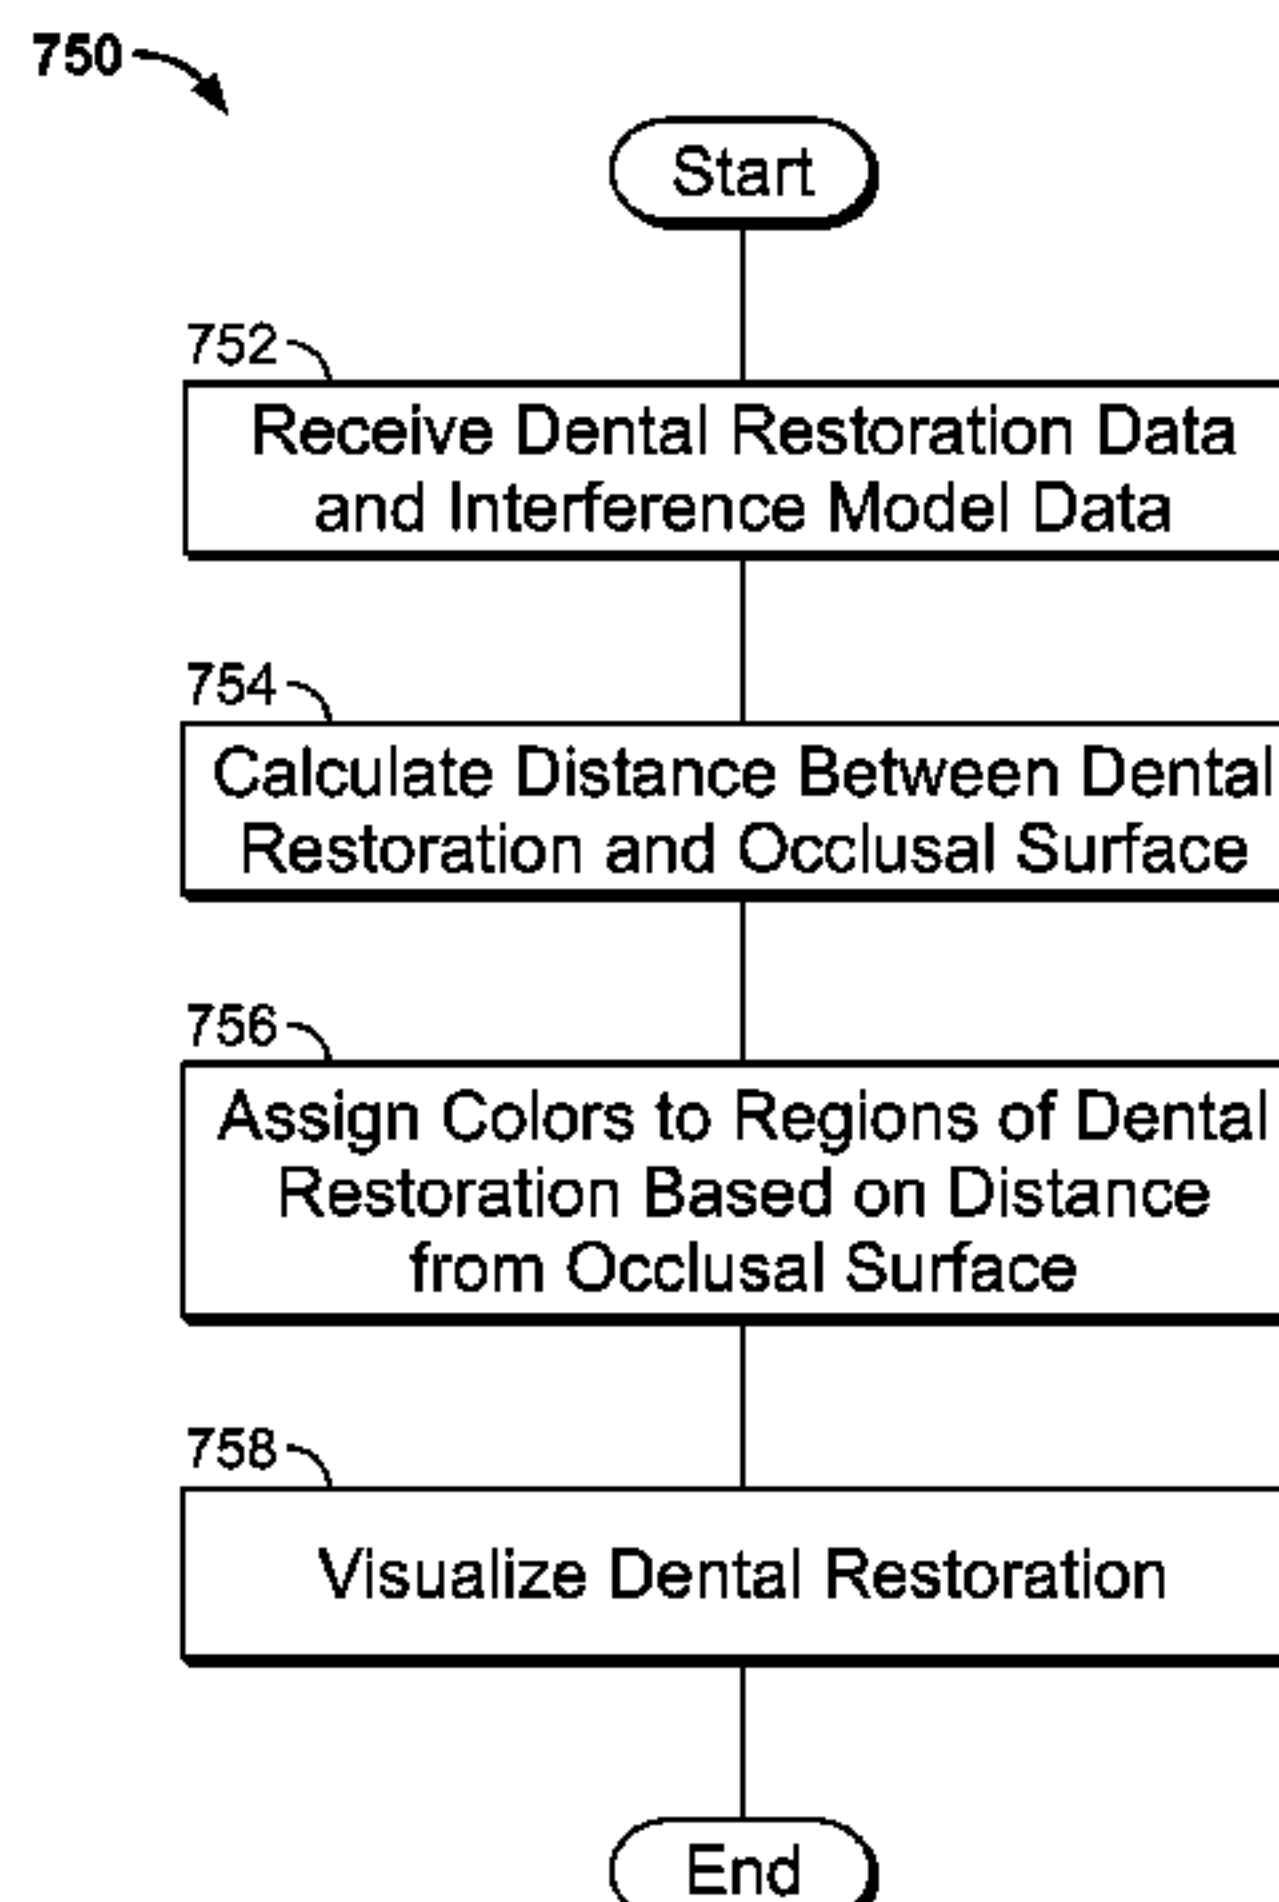 750
Start
752
Receive Dental Restoration Data
and Interference Model Data
754
Calculate Distance Between Dental
Restoration and Occlusal Surface
756
Assign Colors to Regions of Dental
Restoration Based on Distance
from Occlusal Surface
758
Visualize Dental Restoration
End